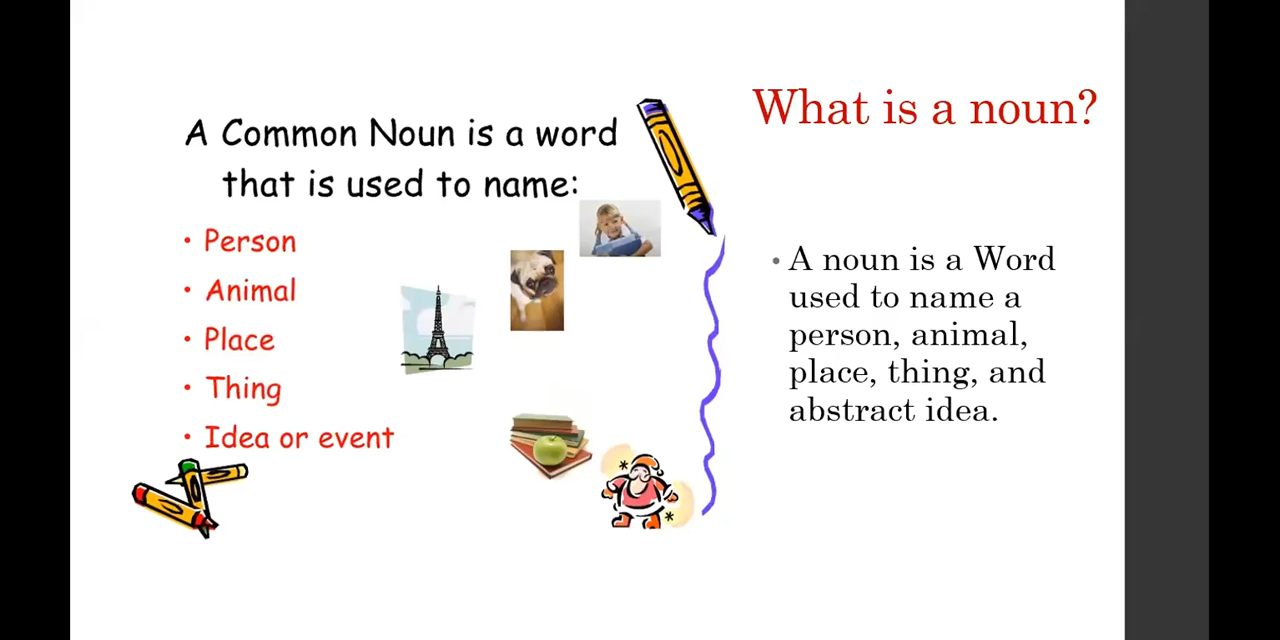 A Common Noun is a word
that is used to name:
• Person
• Animal
• Place
• Thing
• Idea or event
What is a noun?
• A noun is a Word
used to name a
person, animal,
place, thing, and
abstract idea.